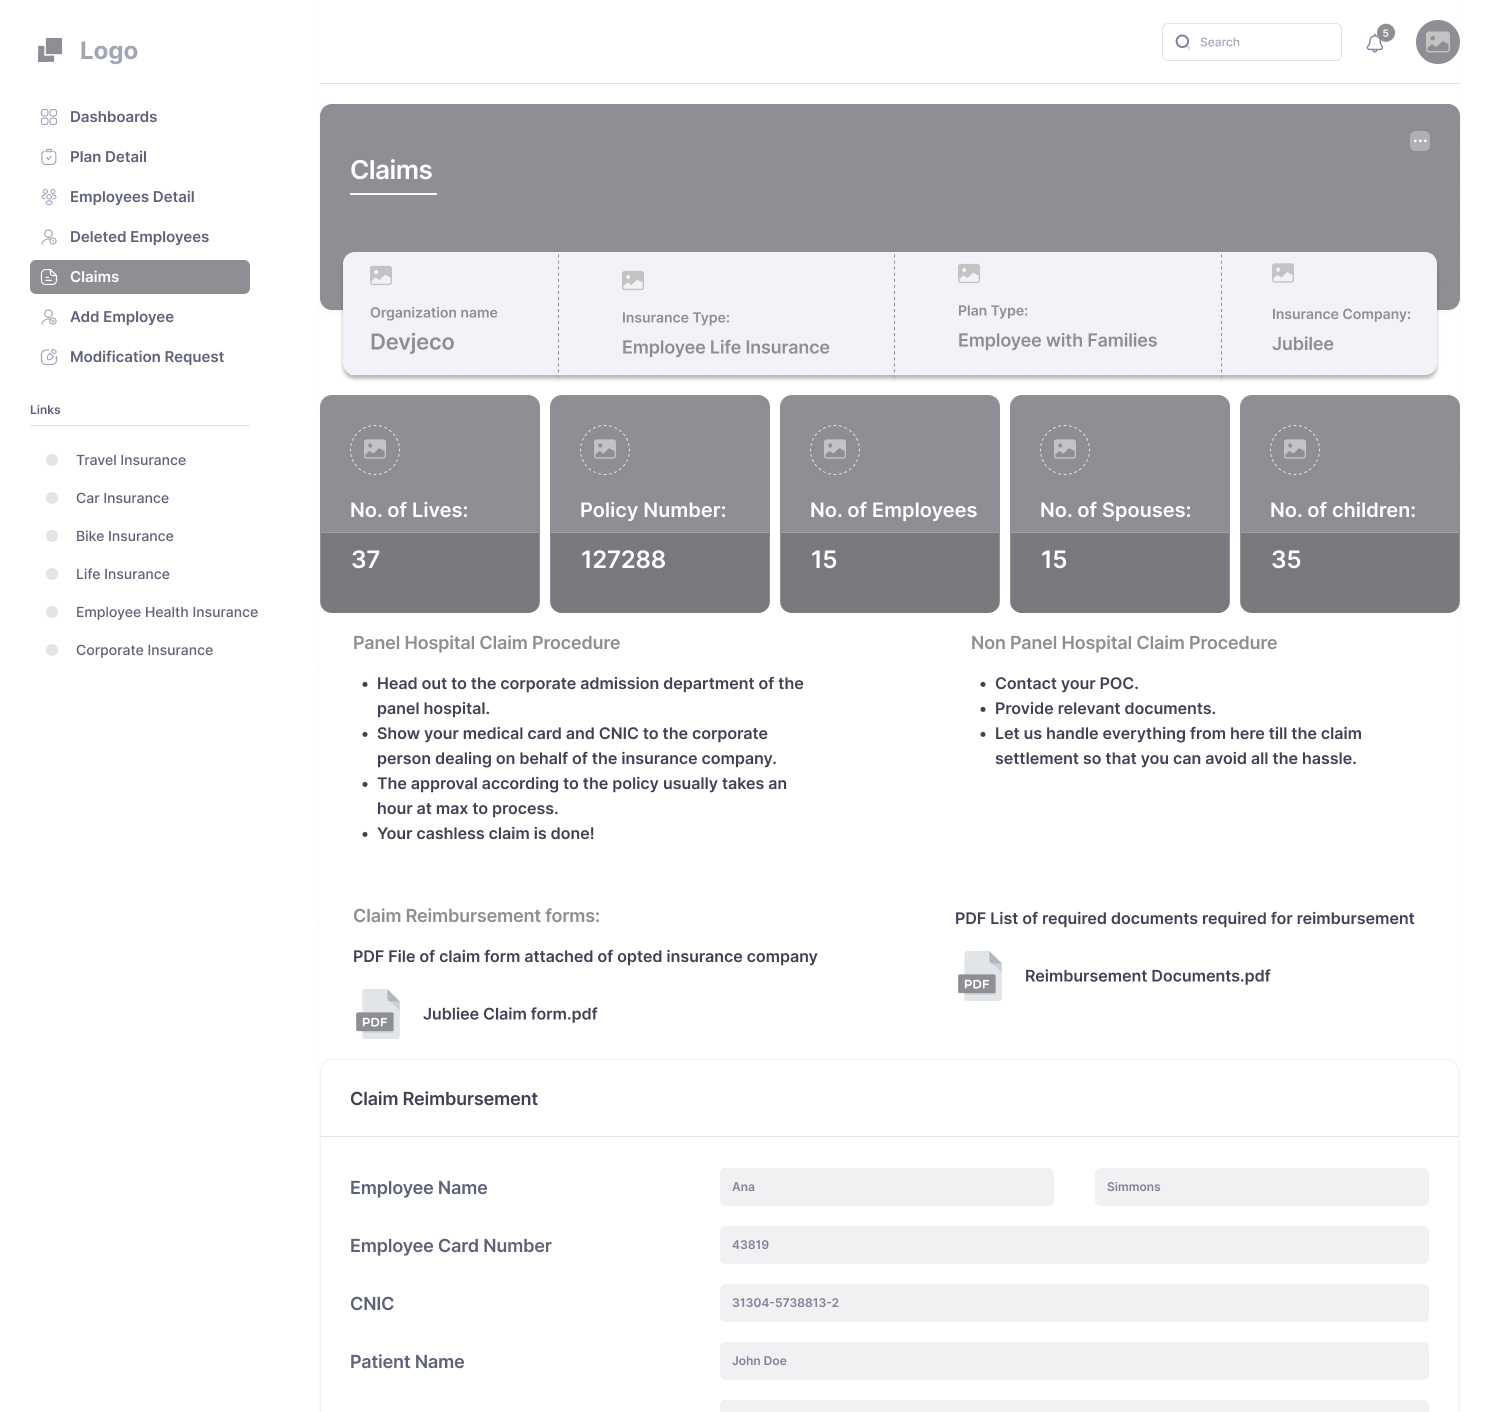 Logo
Dashboards
Plan Detail
Employees Detail
Deleted Employees
Claims
Add Employee
Modification Request
Links
Travel Insurance
Car Insurance
Bike Insurance
Life Insurance
Employee Health Insurance
Corporate Insurance
Search
5
Claims
Organization name
Devjeco
Insurance Type:
Employee Life Insurance
Plan Type:
Employee with Families
Insurance Company:
Jubilee
No. of Lives:
37
Policy Number:
127288
No. of Employees
15
No. of Spouses:
15
No. of children:
35
Panel Hospital Claim Procedure
• Head out to the corporate admission department of the
panel hospital.
• Show your medical card and CNIC to the corporate
person dealing on behalf of the insurance company.
• The approval according to the policy usually takes an
hour at max to process.
• Your cashless claim is done!
Non Panel Hospital Claim Procedure
• Contact your POC.
• Provide relevant documents.
• Let us handle everything from here till the claim
settlement so that you can avoid all the hassle.
Claim Reimbursement forms:
PDF File of claim form attached of opted insurance company
PDF
Jubliee Claim form.pdf
PDF List of required documents required for reimbursement
PDF
Reimbursement Documents.pdf
Claim Reimbursement
Employee Name
Ana
Simmons
Employee Card Number
43819
CNIC
31304-5738813-2
Patient Name
John Doe